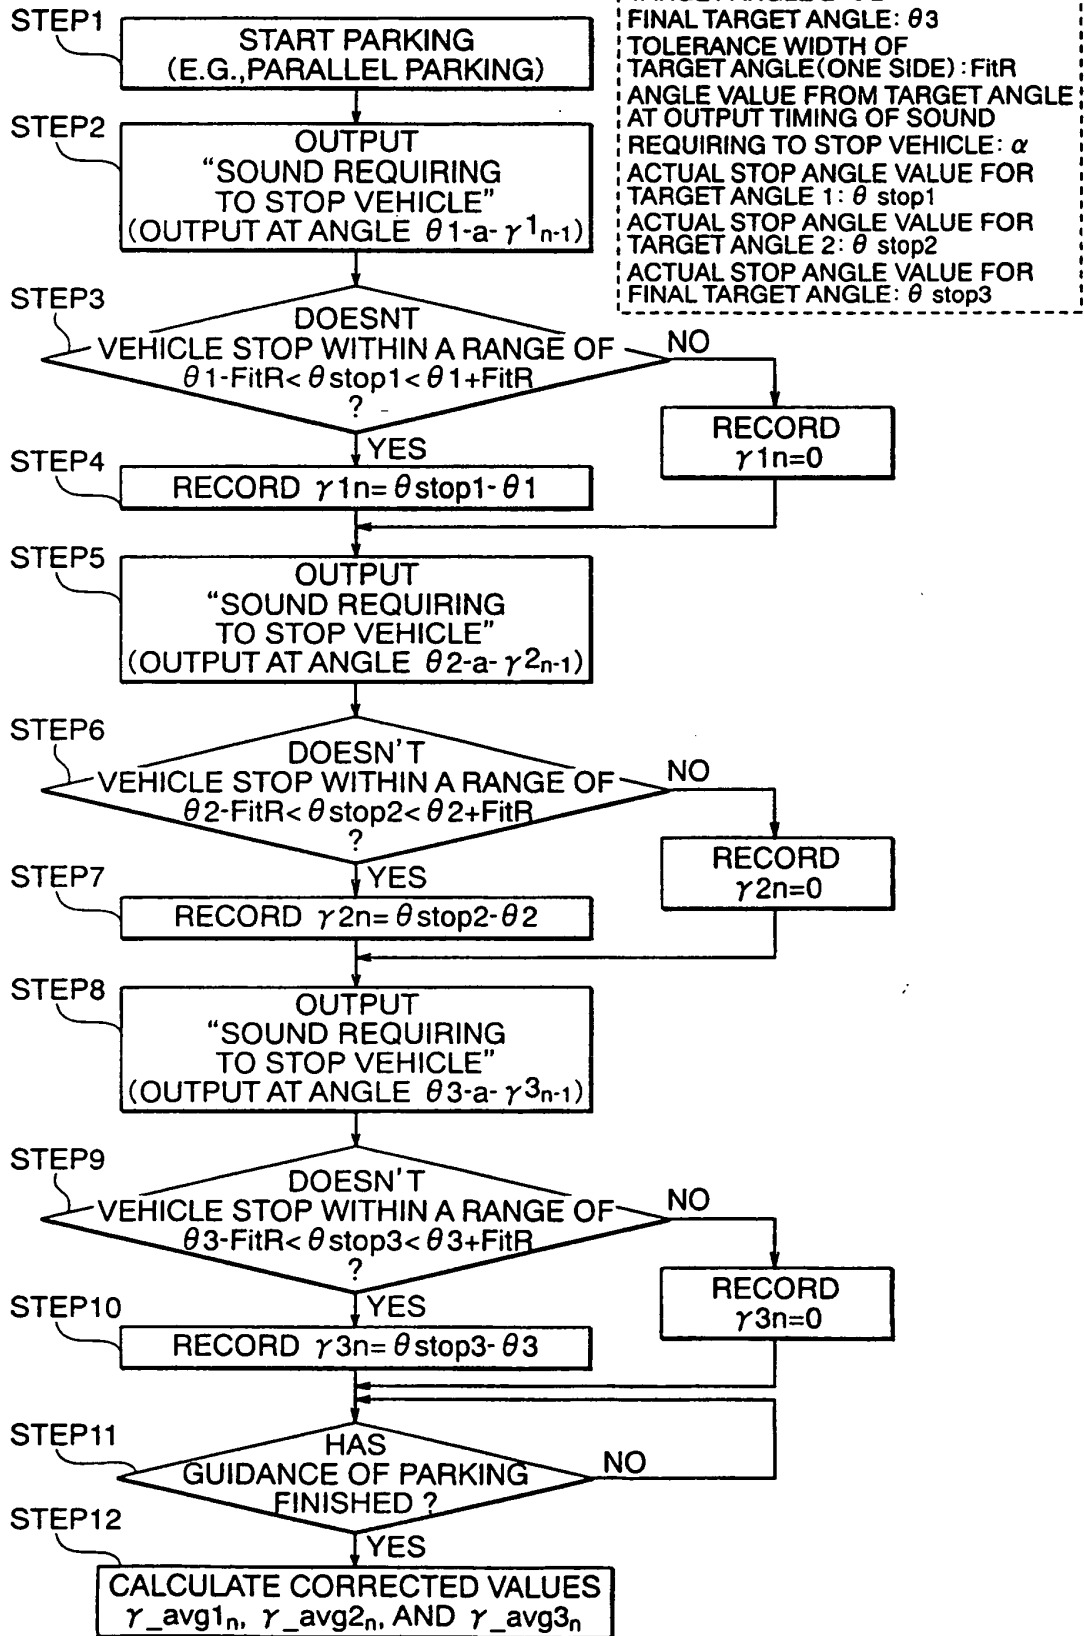 STEP1
START PARKING
(E.G.,PARALLEL PARKING)
FINAL TARGET ANGLE: θ3
TOLERANCE WIDTH OF
TARGET ANGLE(ONE SIDE) :FitR
ANGLE VALUE FROM TARGET ANGLE
AT OUTPUT TIMING OF SOUND
REQUIRING TO STOP VEHICLE: α
ACTUAL STOP ANGLE VALUE FOR
TARGET ANGLE 1: θ stop1
ACTUAL STOP ANGLE VALUE FOR
TARGET ANGLE 2: θ stop2
ACTUAL STOP ANGLE VALUE FOR
FINAL TARGET ANGLE: θ stop3
STEP2
OUTPUT
“SOUND REQUIRING
TO STOP VEHICLE”
(OUTPUT AT ANGLE θ1-a-γ1n-1)
STEP3
DOESNT
VEHICLE STOP WITHIN A RANGE OF
θ1-FitR<θstop1<θ1+FitR
?
NO
YES
RECORD
γ1n=0
STEP4
RECORD γ1n=θstop1-θ1
STEP5
OUTPUT
“SOUND REQUIRING
TO STOP VEHICLE”
(OUTPUT AT ANGLE θ2-a-γ2n-1)
STEP6
DOESN'T
VEHICLE STOP WITHIN A RANGE OF
θ2-FitR<θstop2<θ2+FitR
?
NO
YES
RECORD
γ2n=0
STEP7
RECORD γ2n=θstop2-θ2
STEP8
OUTPUT
“SOUND REQUIRING
TO STOP VEHICLE”
(OUTPUT AT ANGLE θ3-a-γ3n-1)
STEP9
DOESN'T
VEHICLE STOP WITHIN A RANGE OF
θ3-FitR<θstop3<θ3+FitR
?
NO
YES
RECORD
γ3n=0
STEP10
RECORD γ3n=θstop3-θ3
STEP11
HAS
GUIDANCE OF PARKING
FINISHED ?
NO
YES
STEP12
CALCULATE CORRECTED VALUES
γ_avg1n, γ_avg2n, AND γ_avg3n